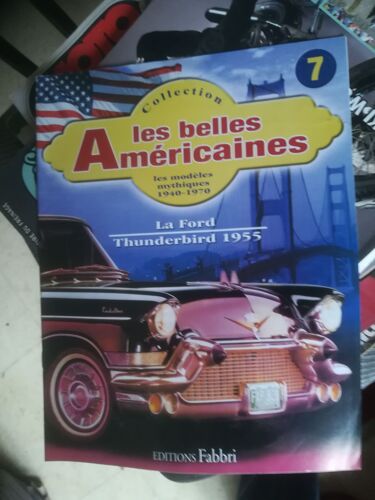 7
Collection
les belles
Américaines
les modèles
mythiques
1940-1970
La Ford
Thunderbird 1955
EDITIONS Fabbri